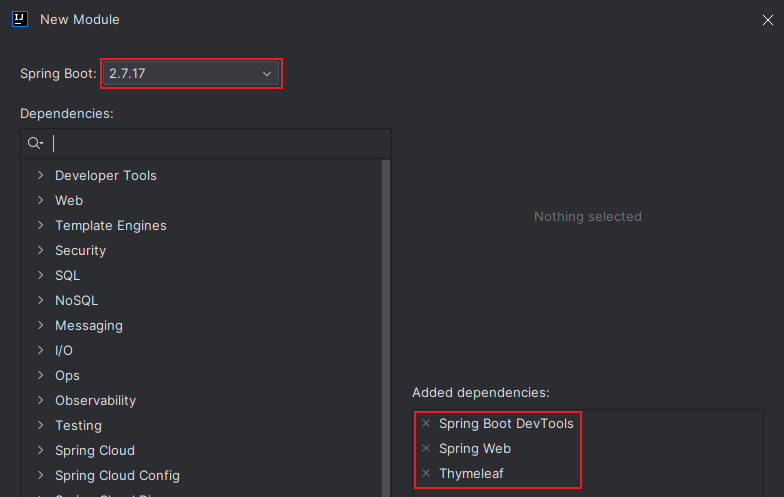 New Module
Spring Boot: 2.7.17
Dependencies:
Developer Tools
Web
Template Engines
Security
SQL
NoSQL
Messaging
I/O
Ops
Observability
Testing
Spring Cloud
Spring Cloud Config
Nothing selected
Added dependencies:
Spring Boot DevTools
Spring Web
Thymeleaf